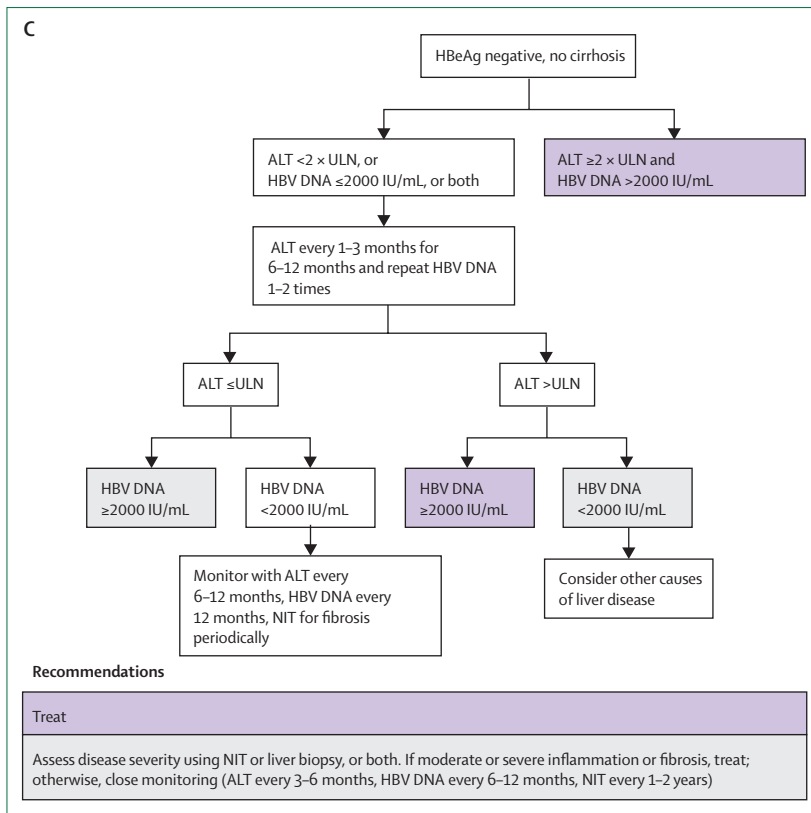 C
HBeAg negative, no cirrhosis
ALT <2 × ULN, or
HBV DNA ≤2000 IU/mL, or both
ALT ≥2 × ULN and
HBV DNA >2000 IU/mL
ALT every 1–3 months for
6–12 months and repeat HBV DNA
1–2 times
ALT ≤ULN
ALT >ULN
HBV DNA
≥2000 IU/mL
HBV DNA
<2000 IU/mL
HBV DNA
≥2000 IU/mL
HBV DNA
<2000 IU/mL
Monitor with ALT every
6–12 months, HBV DNA every
12 months, NIT for fibrosis
periodically
Consider other causes
of liver disease
Recommendations
Treat
Assess disease severity using NIT or liver biopsy, or both. If moderate or severe inflammation or fibrosis, treat;
otherwise, close monitoring (ALT every 3–6 months, HBV DNA every 6–12 months, NIT every 1–2 years)